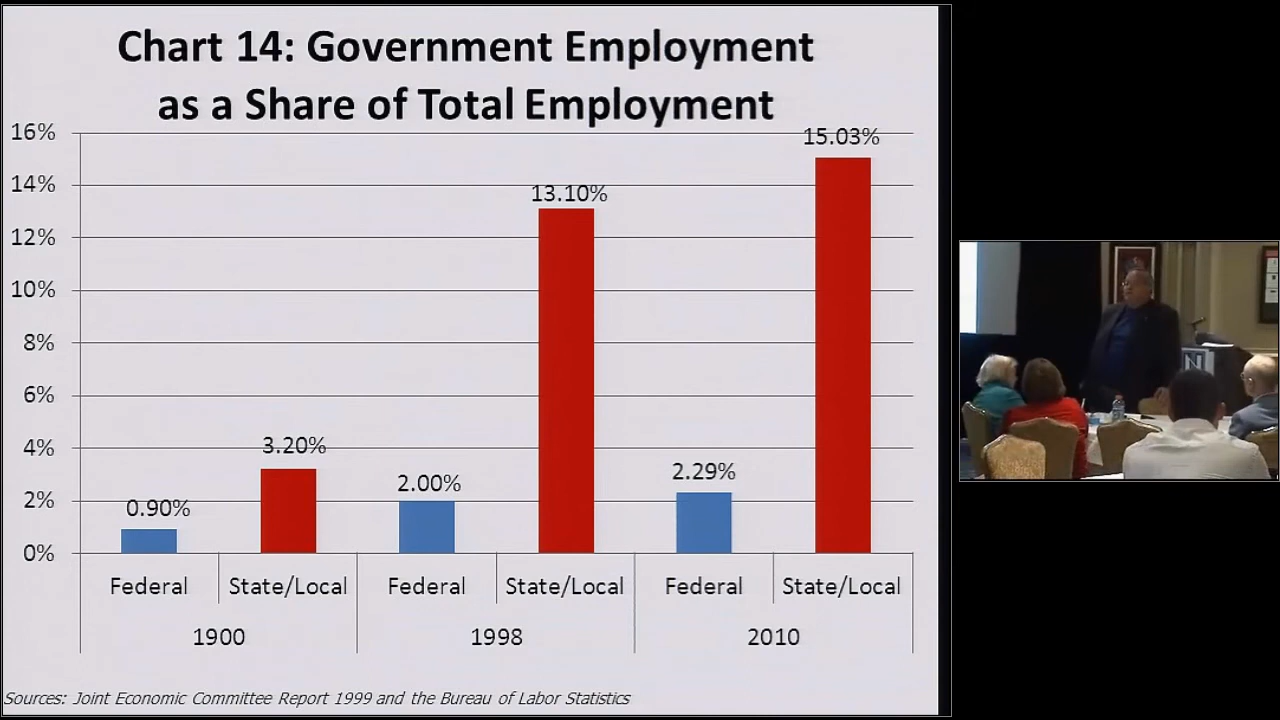 Chart 14: Government Employment
as a Share of Total Employment
16%
14%
12%
10%
8%
6%
4%
2%
0%
0.90%
3.20%
2.00%
13.10%
2.29%
15.03%
Federal
State/Local
Federal
State/Local
Federal
State/Local
1900
1998
2010
Sources: Joint Economic Committee Report 1999 and the Bureau of Labor Statistics
N